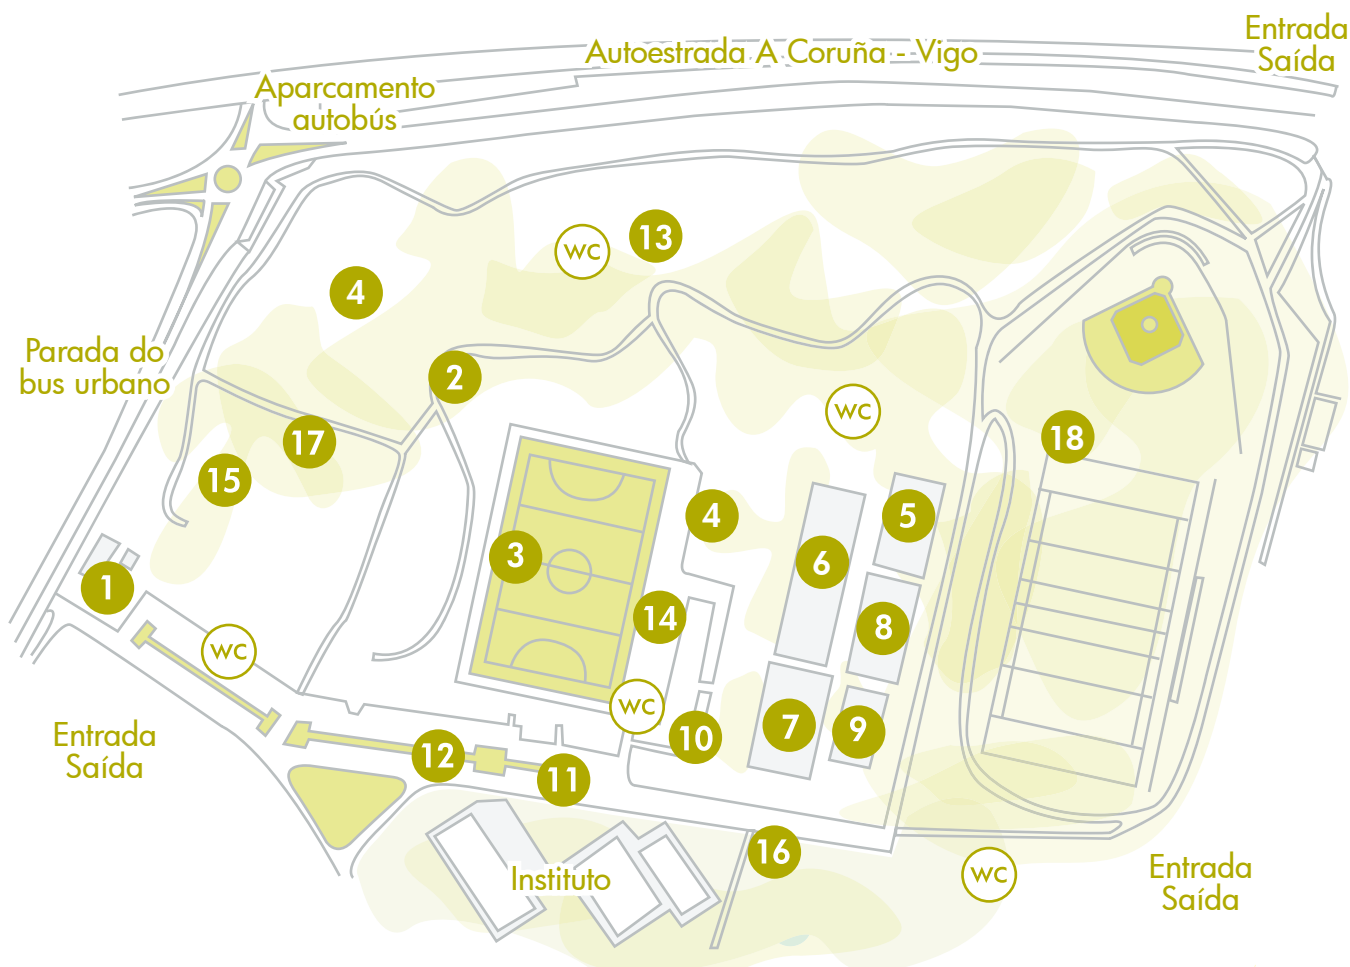 Entrada
Saída
Autoestrada A Coruña - Vigo
Aparcamento
autobús
13
WC
4
Parada do
bus urbano
2
WC
17
18
15
4
5
3
6
1
14
8
WC
WC
Entrada
Saída
12
10
7
9
11
16
Instituto
WC
Entrada
Saída